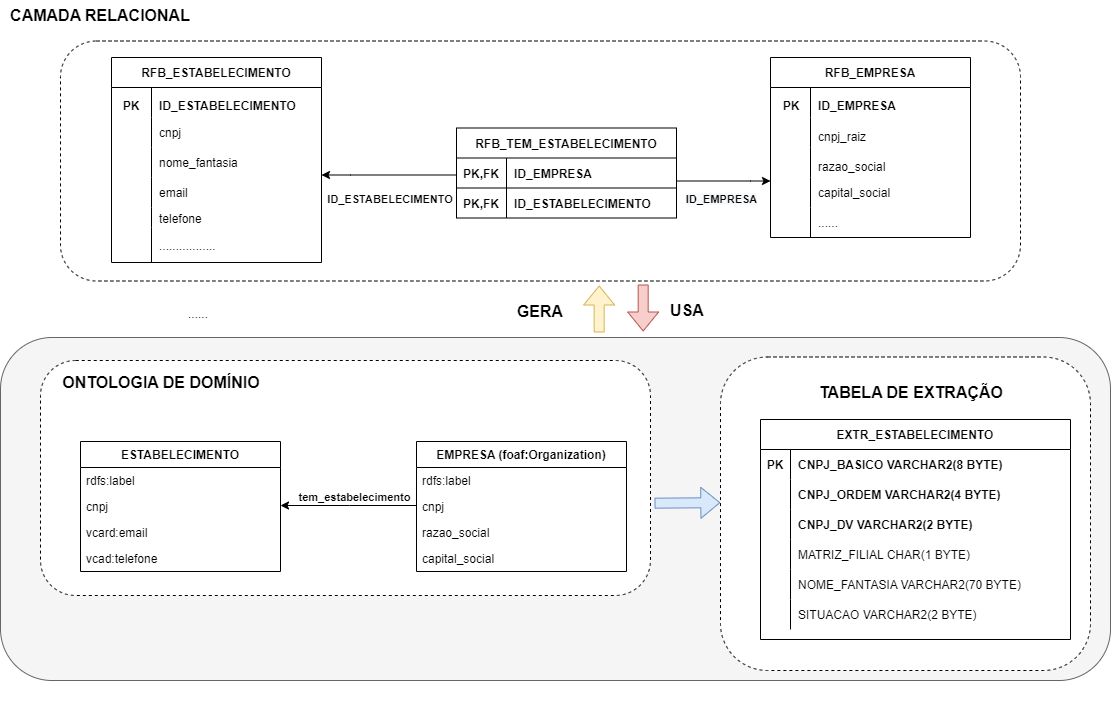 CAMADA RELACIONAL
RFB_ESTABELECIMENTO
PK ID_ESTABELECIMENTO
cnpj
nome_fantasia
email
telefone
.................
RFB_TEM_ESTABELECIMENTO
PK,FK ID_EMPRESA
PK,FK ID_ESTABELECIMENTO
ID_ESTABELECIMENTO
ID_EMPRESA
RFB_EMPRESA
PK ID_EMPRESA
cnpj_raiz
razao_social
capital_social
......
......
GERA
USA
ONTOLOGIA DE DOMÍNIO
ESTABELECIMENTO
rdfs:label
cnpj
vcard:email
vcad:telefone
tem_estabelecimento
EMPRESA (foaf:Organization)
rdfs:label
cnpj
razao_social
capital_social
TABELA DE EXTRAÇÃO
EXTR_ESTABELECIMENTO
PK CNPJ_BASICO VARCHAR2(8 BYTE)
CNPJ_ORDEM VARCHAR2(4 BYTE)
CNPJ_DV VARCHAR2(2 BYTE)
MATRIZ_FILIAL CHAR(1 BYTE)
NOME_FANTASIA VARCHAR2(70 BYTE)
SITUACAO VARCHAR2(2 BYTE)